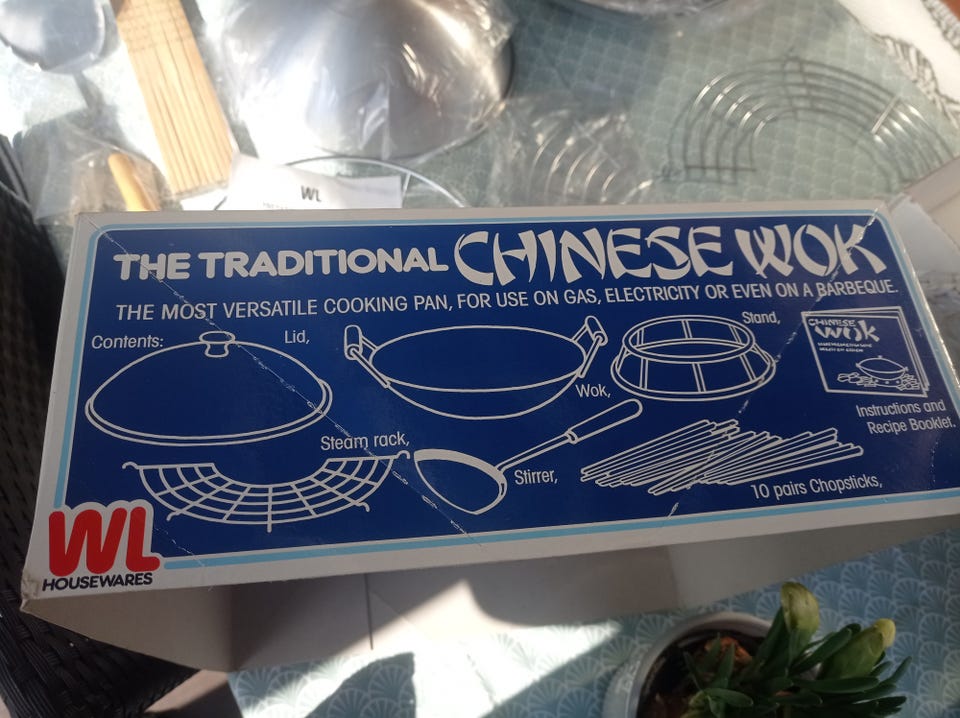 WL
THE TRADITIONAL CHINESE WOK
THE MOST VERSATILE COOKING PAN, FOR USE ON GAS, ELECTRICITY OR EVEN ON A BARBEQUE.
Contents:
Lid,
Wok,
Stand,
CHINESE
wok
Instructions and
Recipe Booklet.
Steam rack,
Stirrer,
10 pairs Chopsticks,
WL
HOUSEWARES